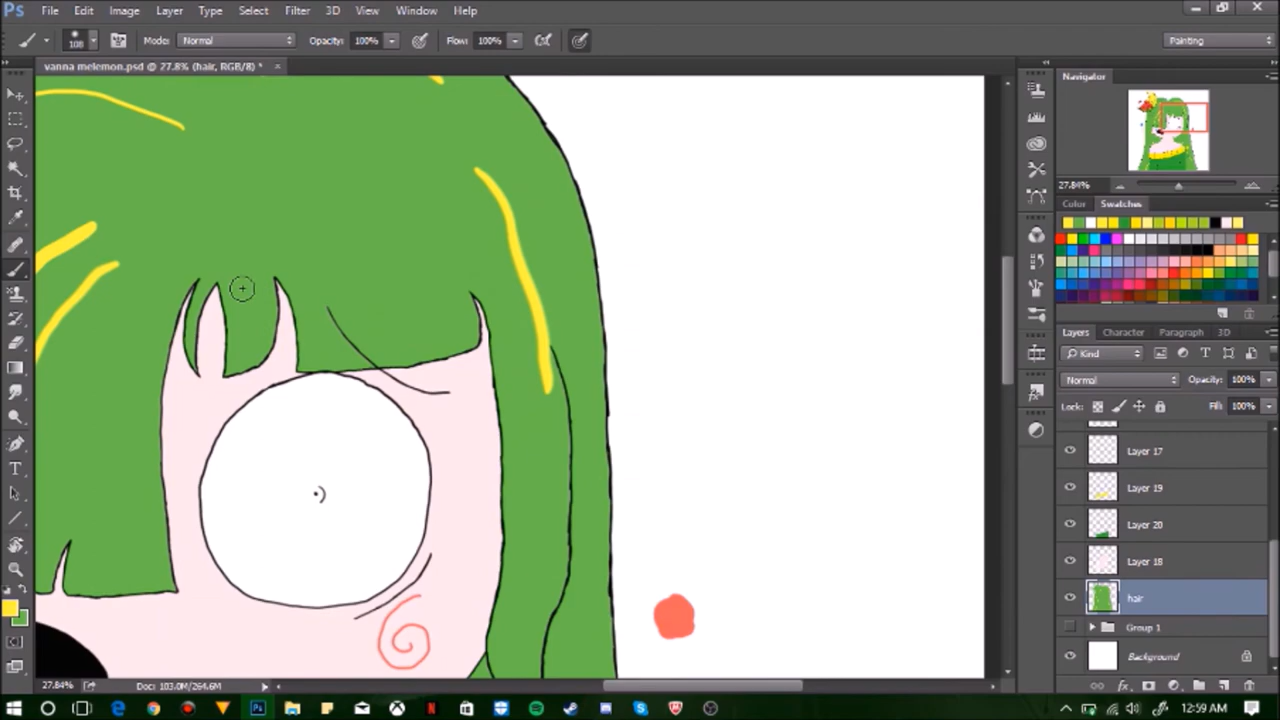 Ps File Edit Image Layer Type Select Filter 3D View Window Help
108 Mode: Normal Opacity: 100% Flow: 100% Painting
vanna melemon.psd @ 27.8% (hair, RGB/8) * ×
Navigator
27.84%
Color Swatches
Layers Character Paragraph 3D
Kind
Normal Opacity: 100%
Lock: Fill: 100%
Layer 17
Layer 19
Layer 20
Layer 18
hair
Group 1
Background
27.84% Doc: 103.0M/264.6M
12:59 AM